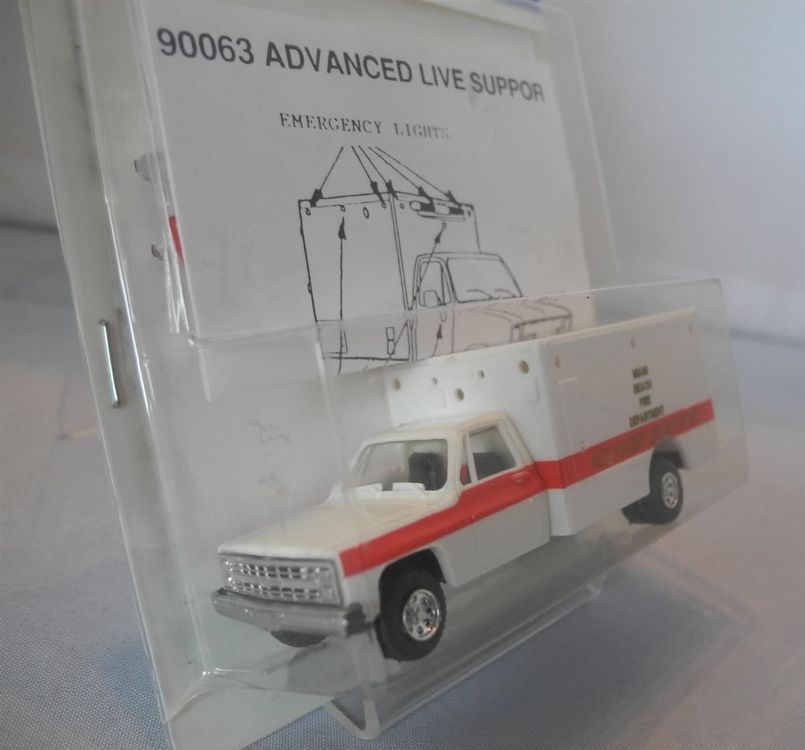 90063 ADVANCED LIVE SUPPOR
EMERGENCY LIGHTS
MIAMI
BEACH
FIRE
DEPARTMENT